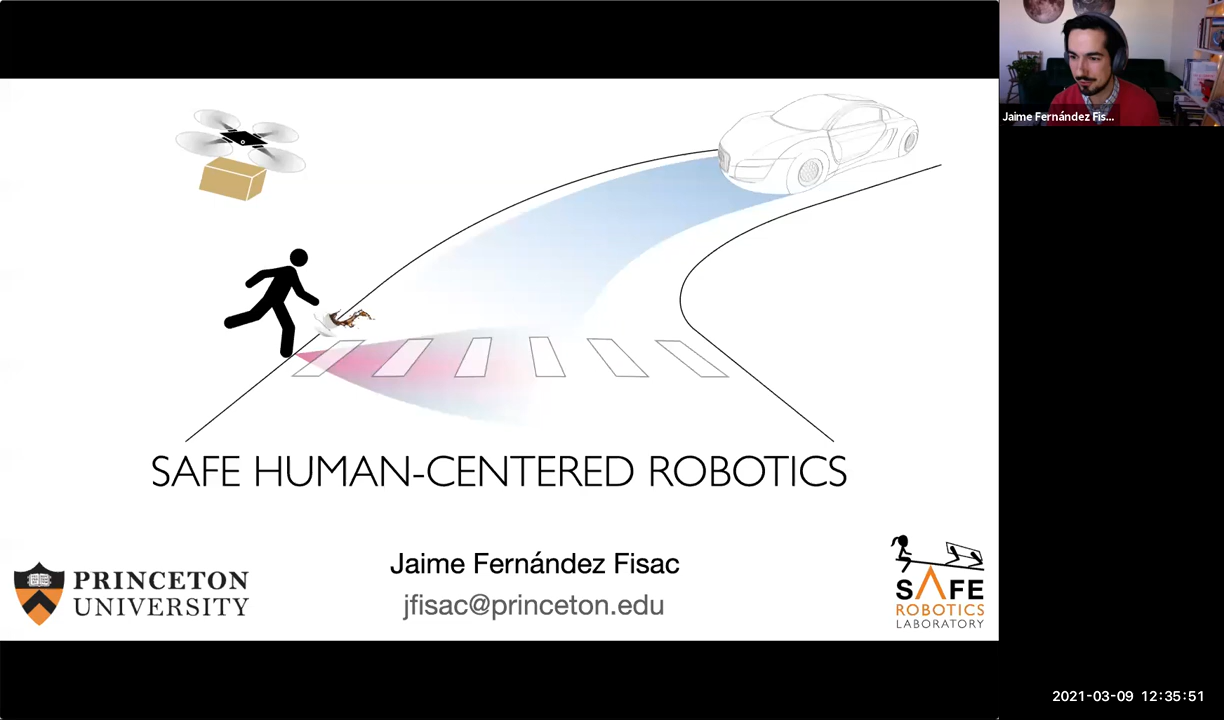 Jaime Fernández Fis...
SAFE HUMAN-CENTERED ROBOTICS
Jaime Fernández Fisac
jfisac@princeton.edu
PRINCETON
UNIVERSITY
SAFE
ROBOTICS
LABORATORY
2021-03-09 12:35:51